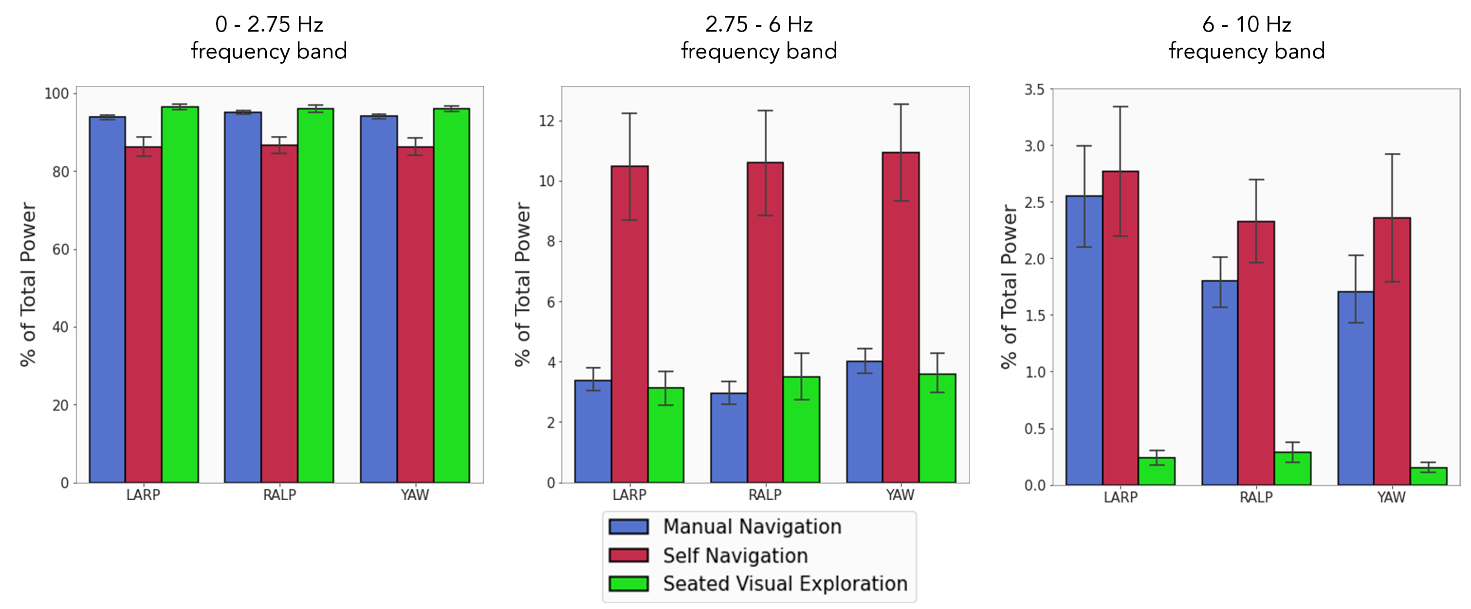 0 - 2.75 Hz
frequency band
% of Total Power
100
80
60
40
20
0
LARP
RALP
YAW
2.75 - 6 Hz
frequency band
% of Total Power
12
10
8
6
4
2
0
LARP
RALP
YAW
6 - 10 Hz
frequency band
% of Total Power
3.5
3.0
2.5
2.0
1.5
1.0
0.5
0.0
LARP
RALP
YAW
Manual Navigation
Self Navigation
Seated Visual Exploration